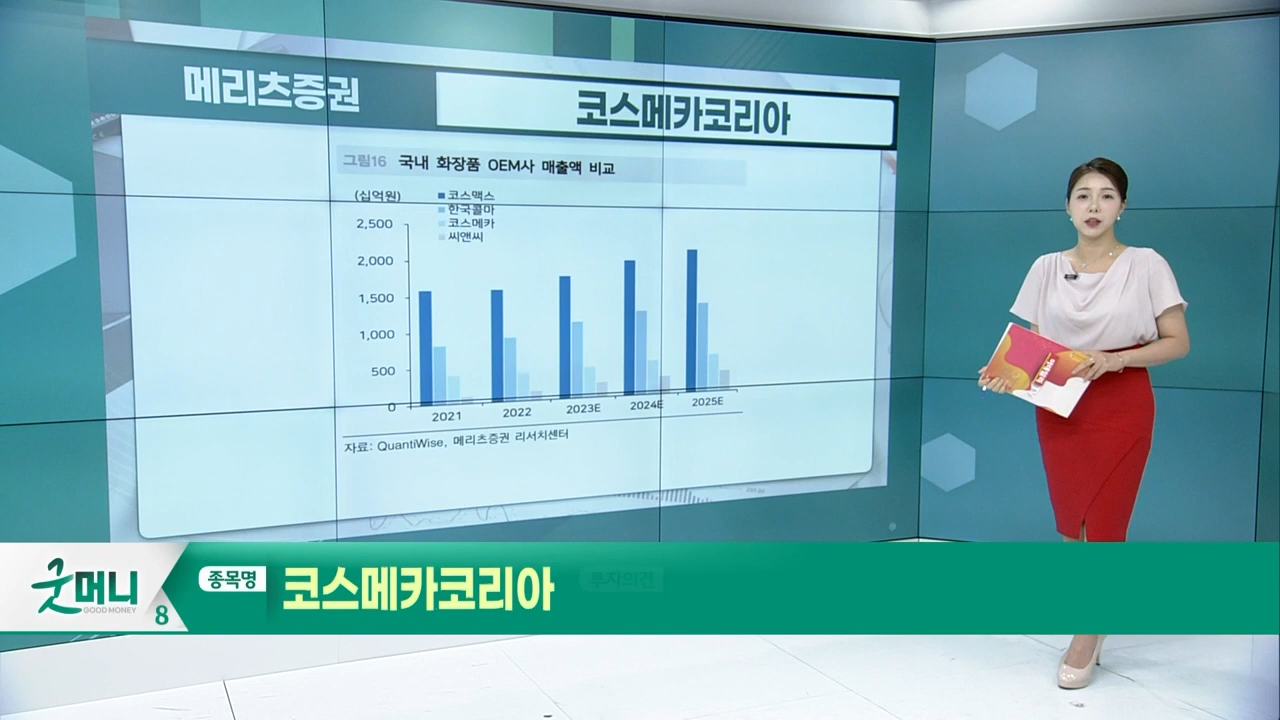 메리츠증권
코스메카코리아
그림16 국내 화장품 OEM사 매출액 비교
(십억원)
코스맥스
한국콜마
코스메카
씨앤씨
2,500
2,000
1,500
1,000
500
0
2021 2022 2023E 2024E 2025E
자료: QuantiWise, 메리츠증권 리서치센터
굿머니
GOOD MONEY
8
종목명 코스메카코리아 투자의견